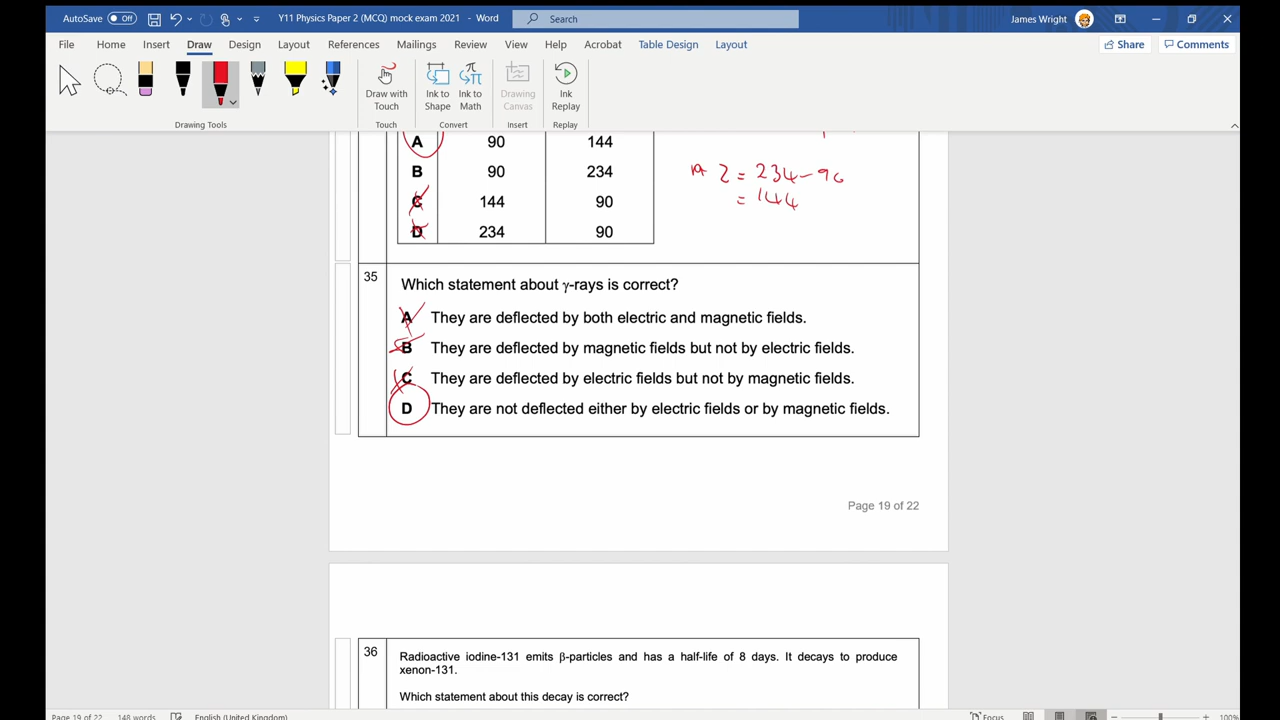 AutoSave Off Y11 Physics Paper 2 (MCQ) mock exam 2021 - Word Search James Wright
File Home Insert Draw Design Layout References Mailings Review View Help Acrobat Table Design Layout Share Comments
Draw with Touch
Ink to Shape
Ink to Math
Drawing Canvas
Ink Replay
Drawing Tools Touch Convert Insert Replay
A 90 144
B 90 234
C 144 90
D 234 90
= 234 - 90
= 144
35 Which statement about γ-rays is correct?
A They are deflected by both electric and magnetic fields.
B They are deflected by magnetic fields but not by electric fields.
C They are deflected by electric fields but not by magnetic fields.
D They are not deflected either by electric fields or by magnetic fields.
Page 19 of 22
36 Radioactive iodine-131 emits β-particles and has a half-life of 8 days. It decays to produce
xenon-131.
Which statement about this decay is correct?
Page 19 of 22 148 words English (United Kingdom) Focus 100%